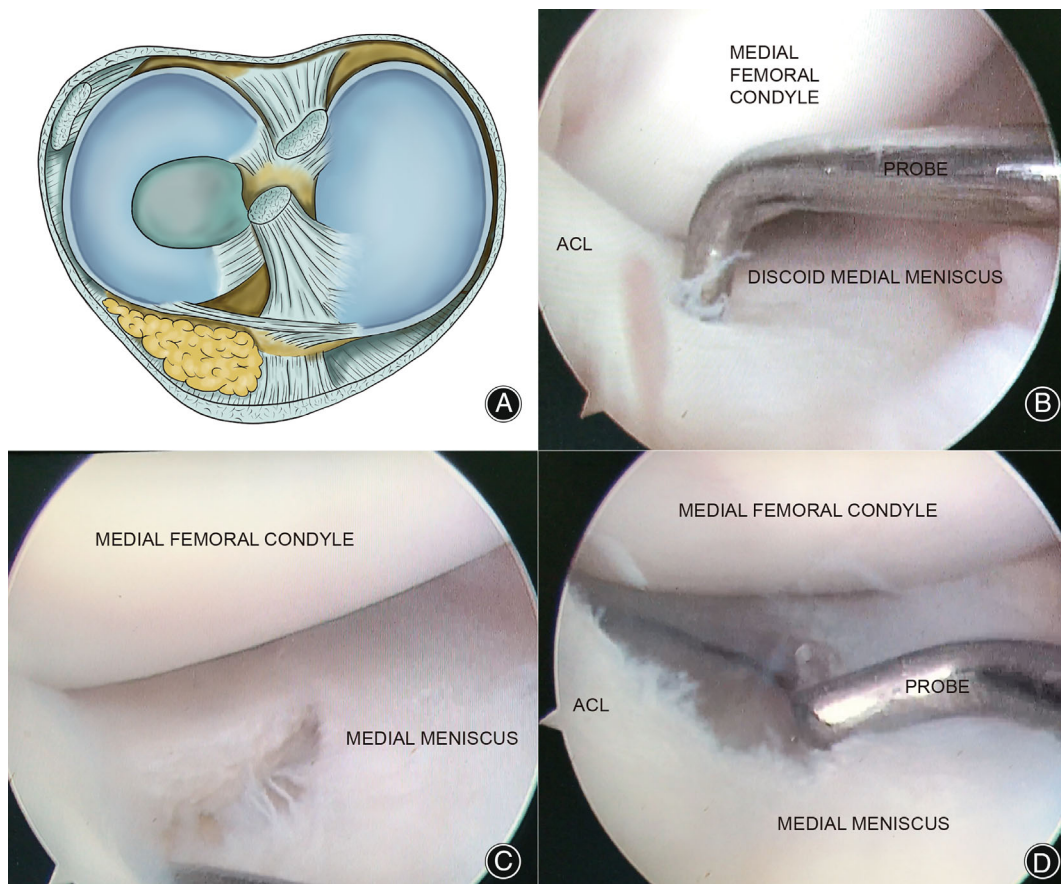 A
MEDIAL
FEMORAL
CONDYLE
PROBE
ACL
DISCOID MEDIAL MENISCUS
B
MEDIAL FEMORAL CONDYLE
MEDIAL MENISCUS
C
MEDIAL FEMORAL CONDYLE
PROBE
ACL
MEDIAL MENISCUS
D